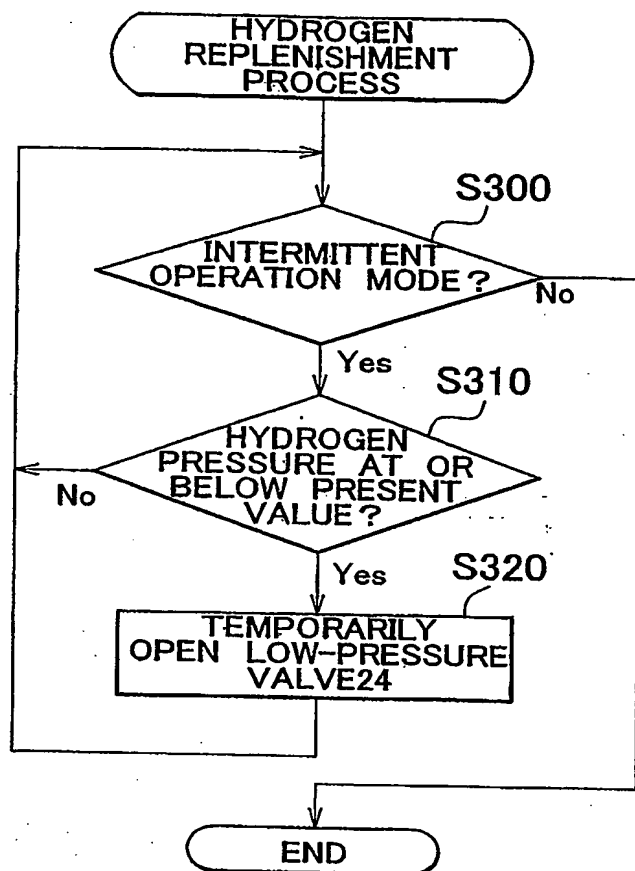 HYDROGEN
REPLENISHMENT
PROCESS
S300
INTERMITTENT
OPERATION MODE?
No
Yes
S310
HYDROGEN
PRESSURE AT OR
BELOW PRESENT
VALUE?
No
Yes
S320
TEMPORARILY
OPEN LOW-PRESSURE
VALVE24
END